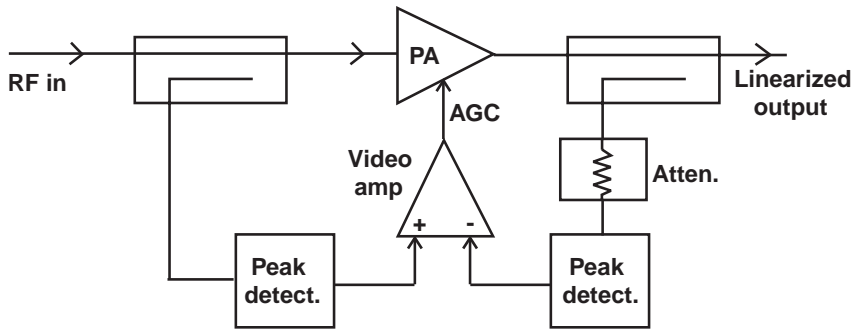 RF in
PA
Linearized
output
AGC
Video
amp
Atten.
+ -
Peak
detect.
Peak
detect.